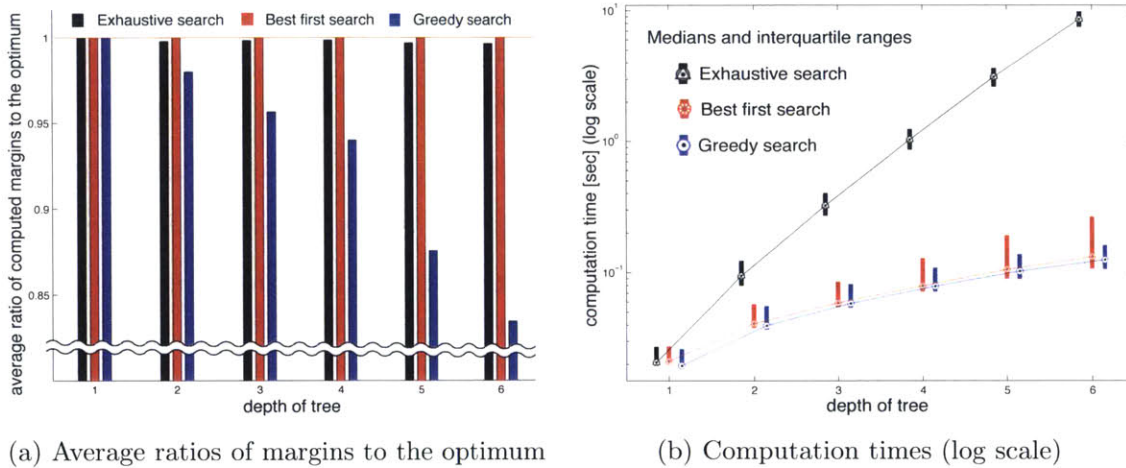 Exhaustive search Best first search Greedy search
average ratio of computed margins to the optimum
1
0.95
0.9
0.85
1 2 3 4 5 6
depth of tree
(a) Average ratios of margins to the optimum
Medians and interquartile ranges
Exhaustive search
Best first search
Greedy search
computation time [sec] (log scale)
10^1
10^0
10^-1
1 2 3 4 5 6
depth of tree
(b) Computation times (log scale)